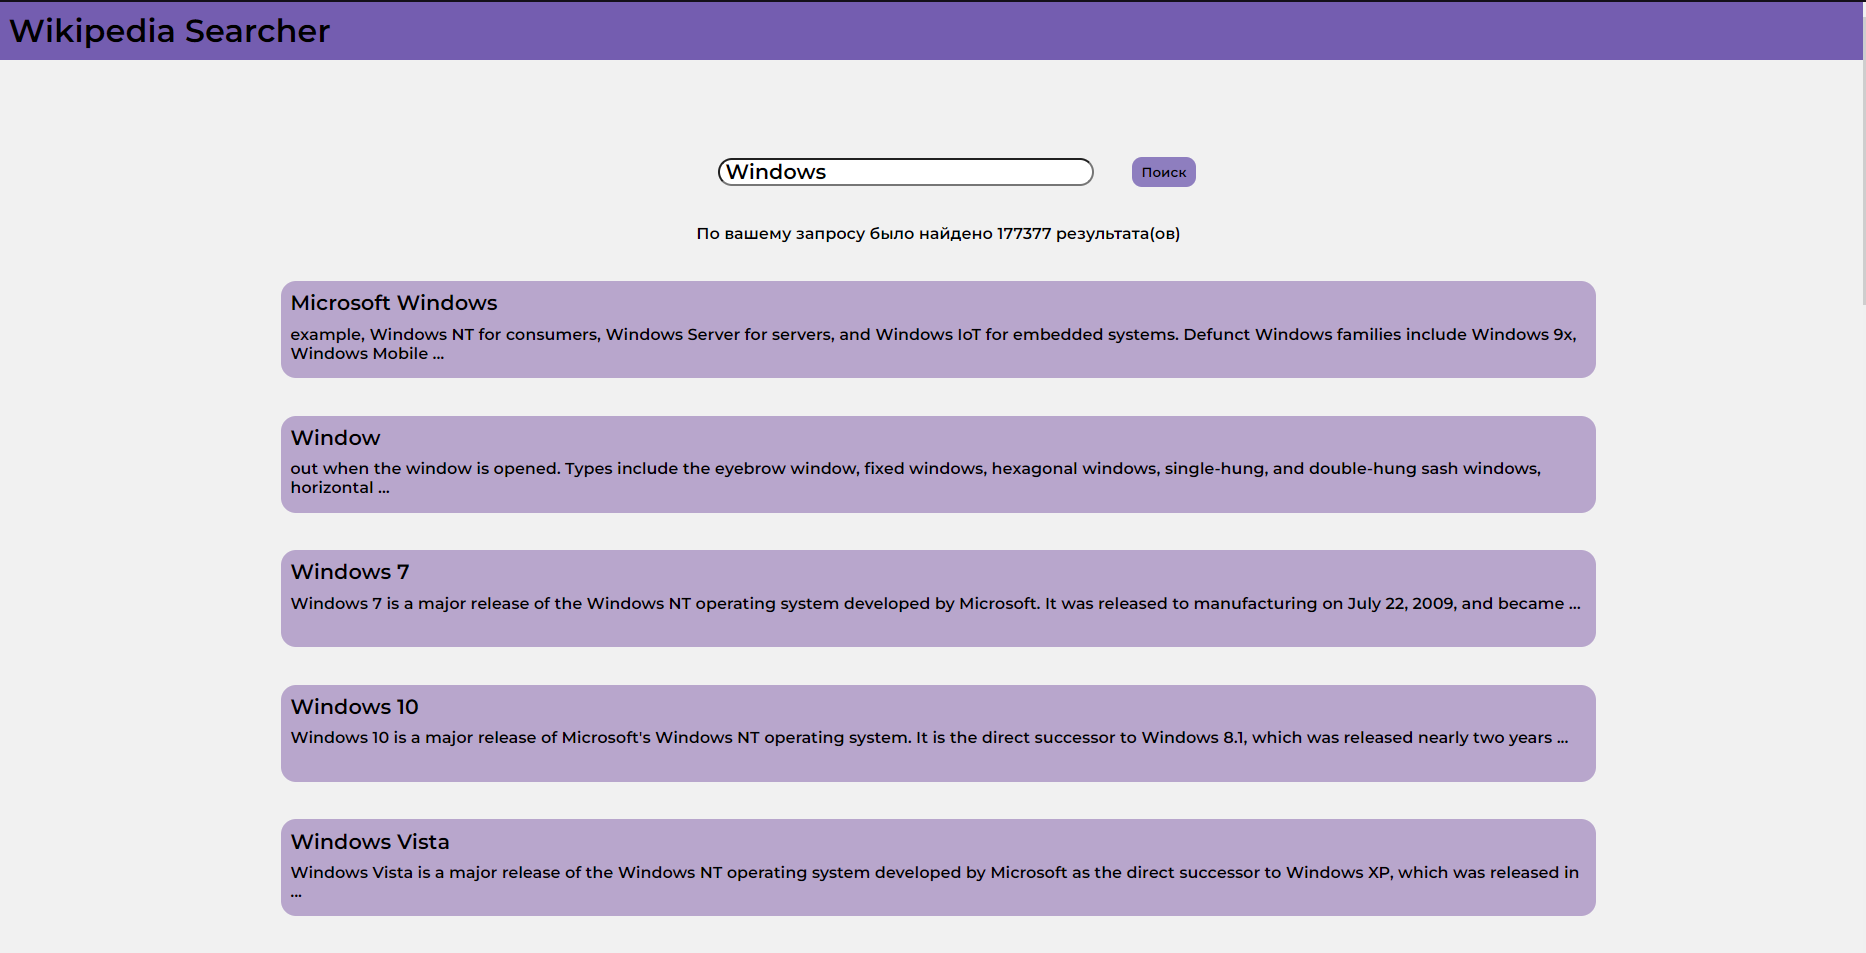 Wikipedia Searcher
Windows
Поиск
По вашему запросу было найдено 177377 результата(ов)
Microsoft Windows
example, Windows NT for consumers, Windows Server for servers, and Windows IoT for embedded systems. Defunct Windows families include Windows 9x,
Windows Mobile ...
Window
out when the window is opened. Types include the eyebrow window, fixed windows, hexagonal windows, single-hung, and double-hung sash windows,
horizontal ...
Windows 7
Windows 7 is a major release of the Windows NT operating system developed by Microsoft. It was released to manufacturing on July 22, 2009, and became ...
Windows 10
Windows 10 is a major release of Microsoft's Windows NT operating system. It is the direct successor to Windows 8.1, which was released nearly two years ...
Windows Vista
Windows Vista is a major release of the Windows NT operating system developed by Microsoft as the direct successor to Windows XP, which was released in
...